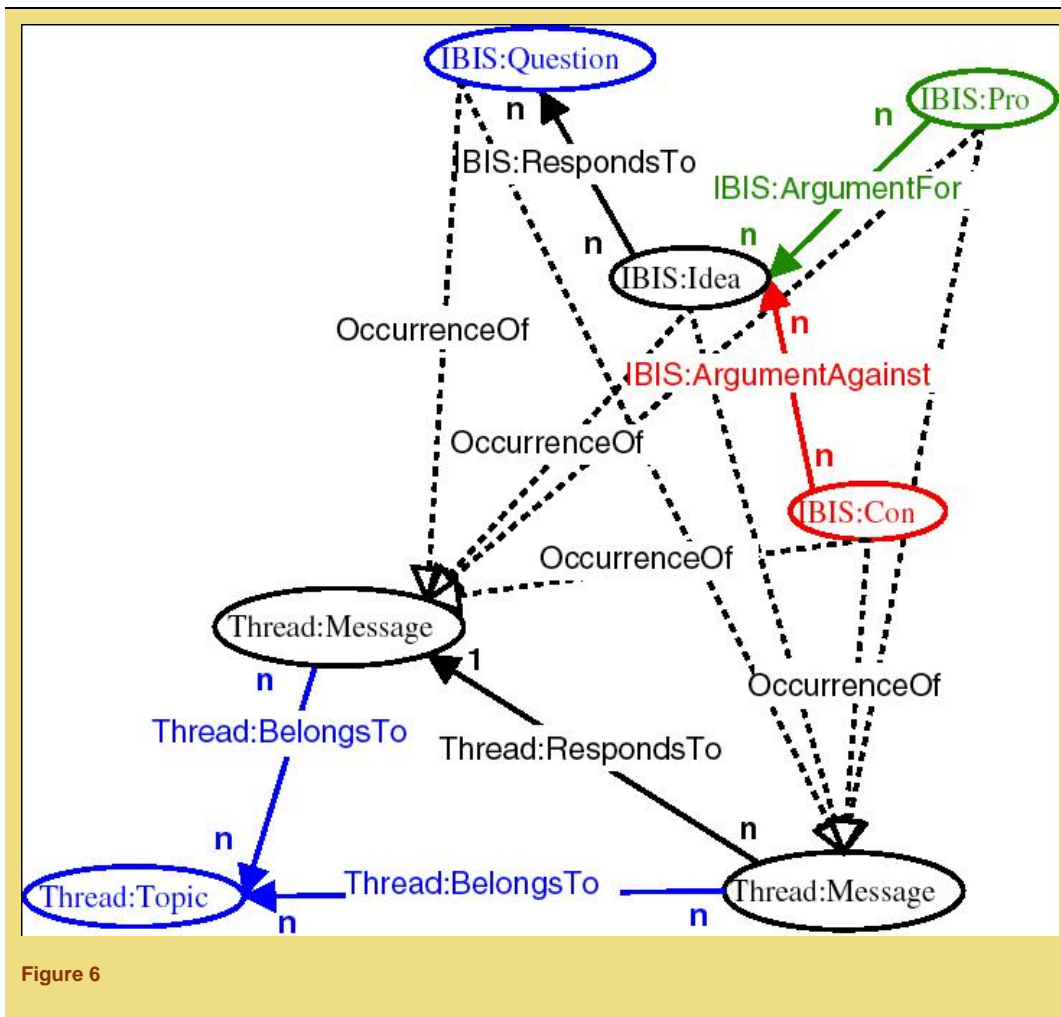 IBIS:Question
IBIS:Pro
n
n
IBIS:RespondsTo
IBIS:ArgumentFor
n
n
IBIS:Idea
n
OccurrenceOf
IBIS:ArgumentAgainst
OccurrenceOf
n
IBIS:Con
OccurrenceOf
Thread:Message
1
n
OccurrenceOf
Thread:BelongsTo
Thread:RespondsTo
n
n
Thread:BelongsTo
Thread:Topic
Thread:Message
n
n
Figure 6